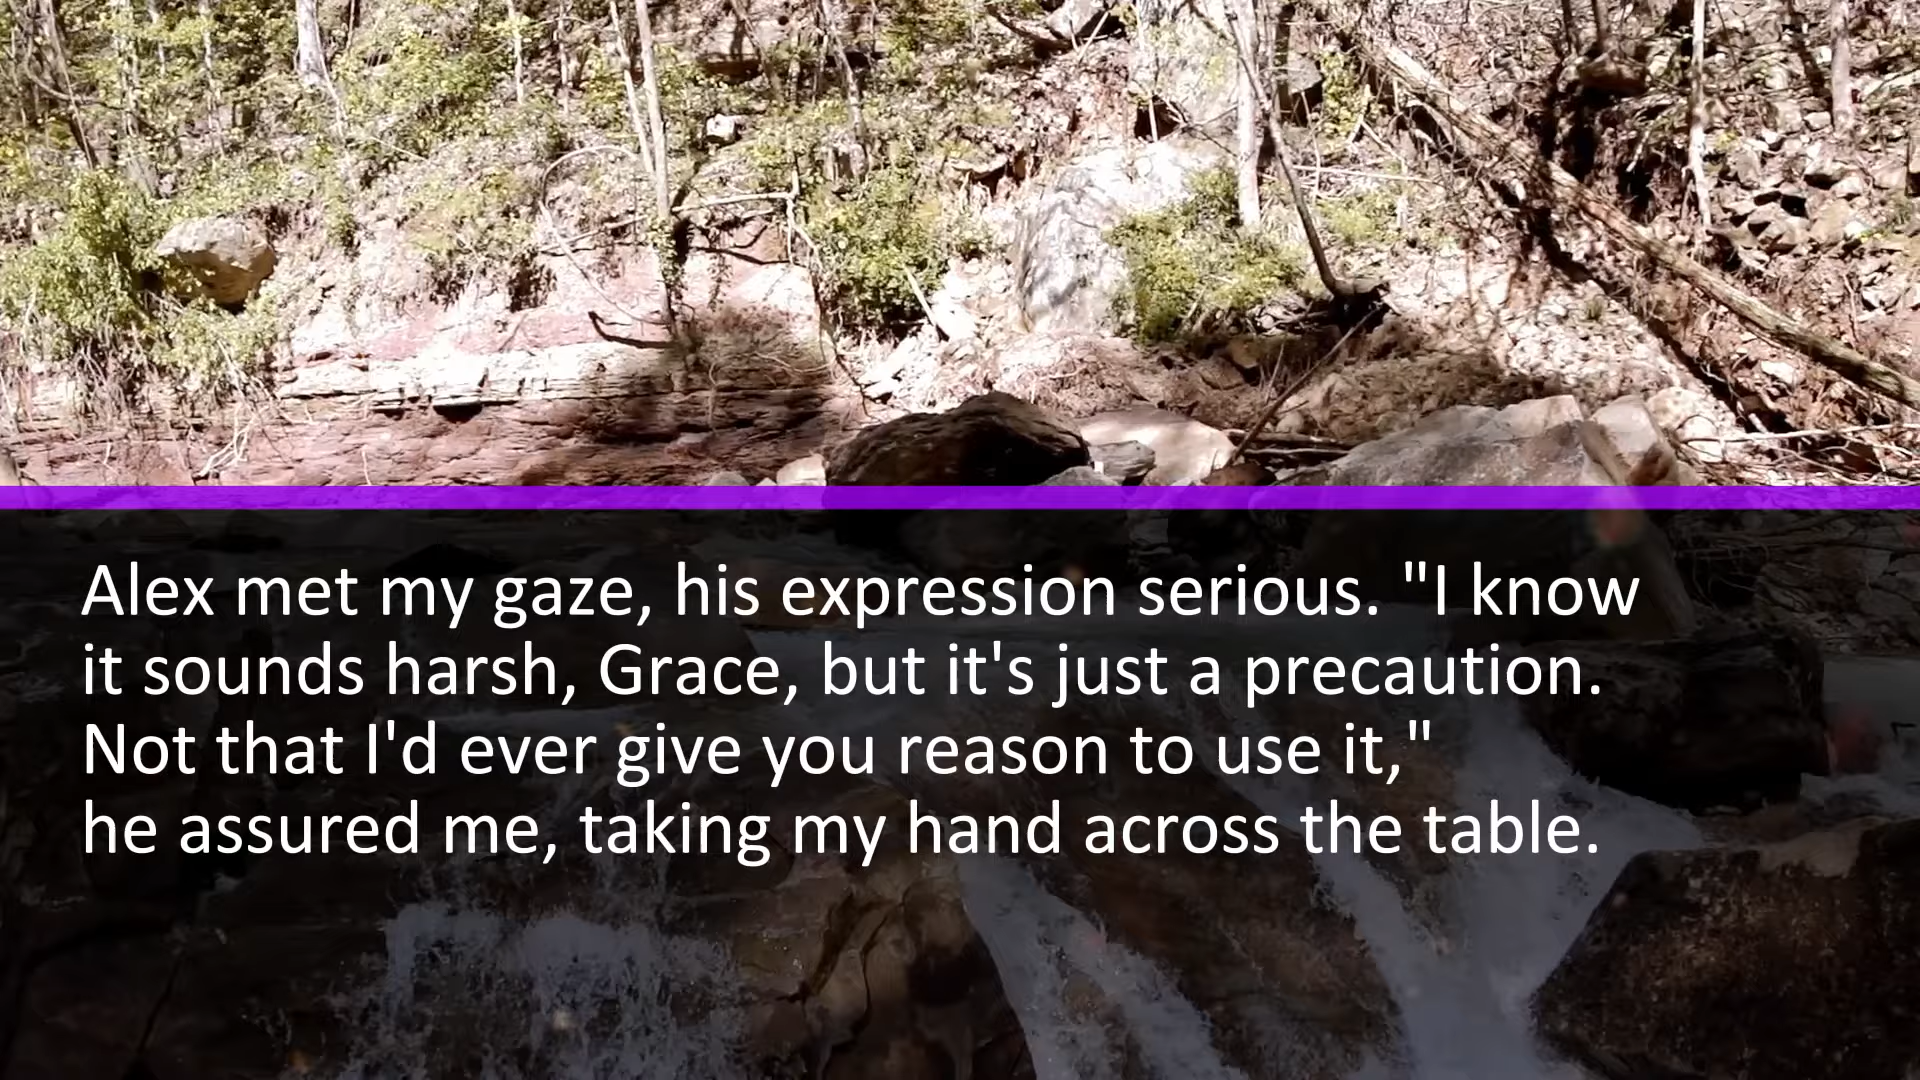 Alex met my gaze, his expression serious. "I know
it sounds harsh, Grace, but it's just a precaution.
Not that I'd ever give you reason to use it,"
he assured me, taking my hand across the table.